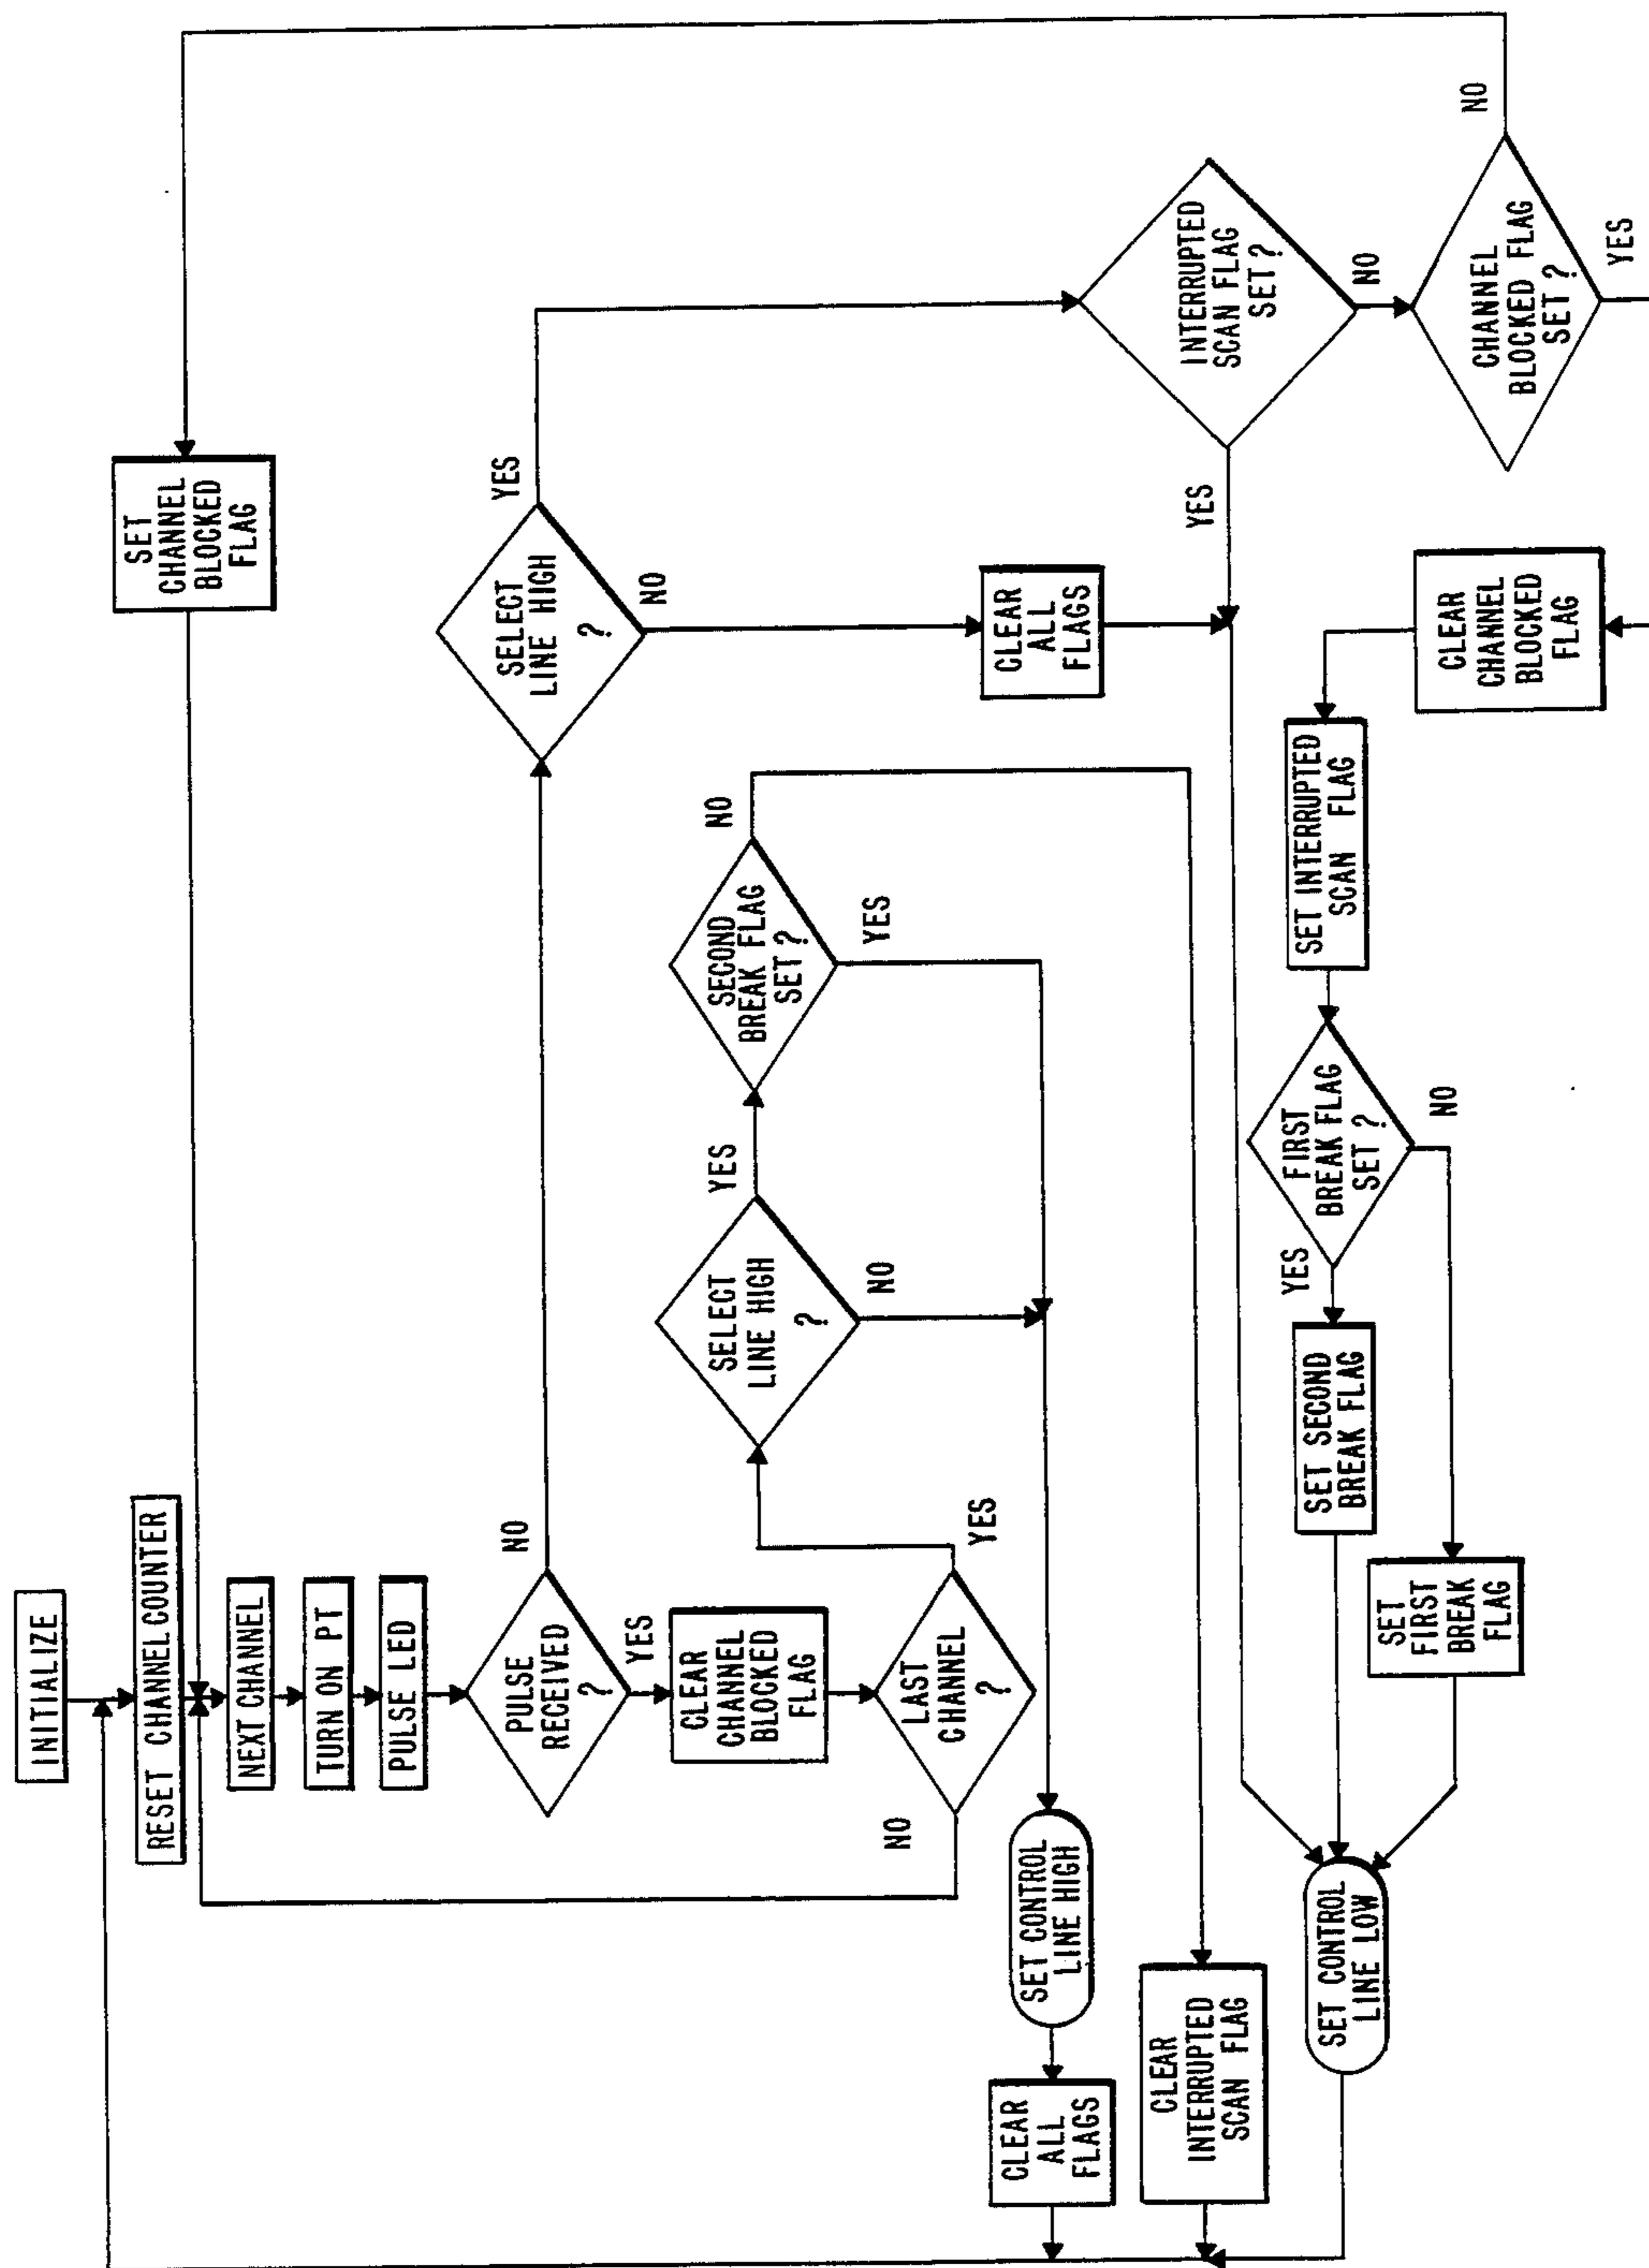 INITIALIZE
RESET CHANNEL COUNTER
NEXT CHANNEL
TURN ON PT
PULSE LED
PULSE
RECEIVED
?
NO
YES
CLEAR
CHANNEL
BLOCKED
FLAG
LAST
CHANNEL
?
NO
YES
SELECT
LINE HIGH
?
YES
NO
SECOND
BREAK FLAG
SET ?
NO
YES
SET CONTROL
LINE HIGH
CLEAR
ALL
FLAGS
CLEAR
INTERRUPTED
SCAN FLAG
SET
CHANNEL
BLOCKED
FLAG
SELECT
LINE HIGH
?
YES
NO
CLEAR
ALL
FLAGS
INTERRUPTED
SCAN FLAG
SET ?
YES
NO
CHANNEL
BLOCKED FLAG
SET ?
NO
YES
CLEAR
CHANNEL
BLOCKED
FLAG
SET INTERRUPTED
SCAN FLAG
FIRST
BREAK FLAG
SET ?
YES
NO
SET SECOND
BREAK FLAG
SET
FIRST
BREAK
FLAG
SET CONTROL
LINE LOW